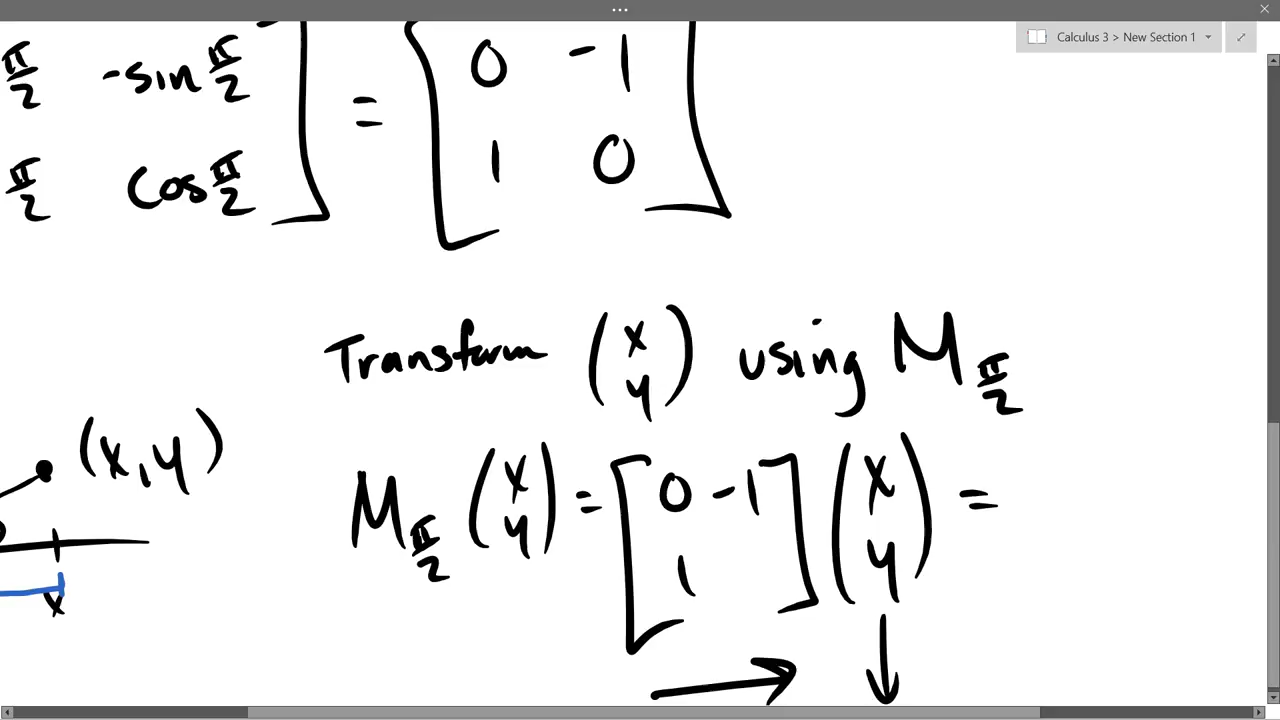 Calculus 3 > New Section 1
π/2 -sin π/2
π/2 cos π/2
=
0 -1
1 0
Transform (x y) using M π/2
(x,y)
x
M π/2 (x y) = [0 -1 1] (x y) =